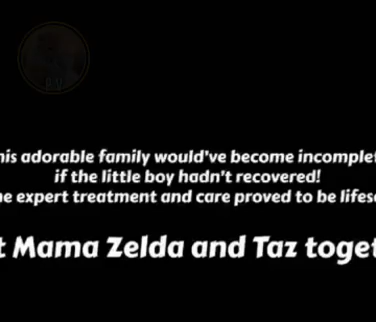 his adorable family would've become incomplet
if the little boy hadn't recovered!
e expert treatment and care proved to be lifes
t Mama Zelda and Taz toget